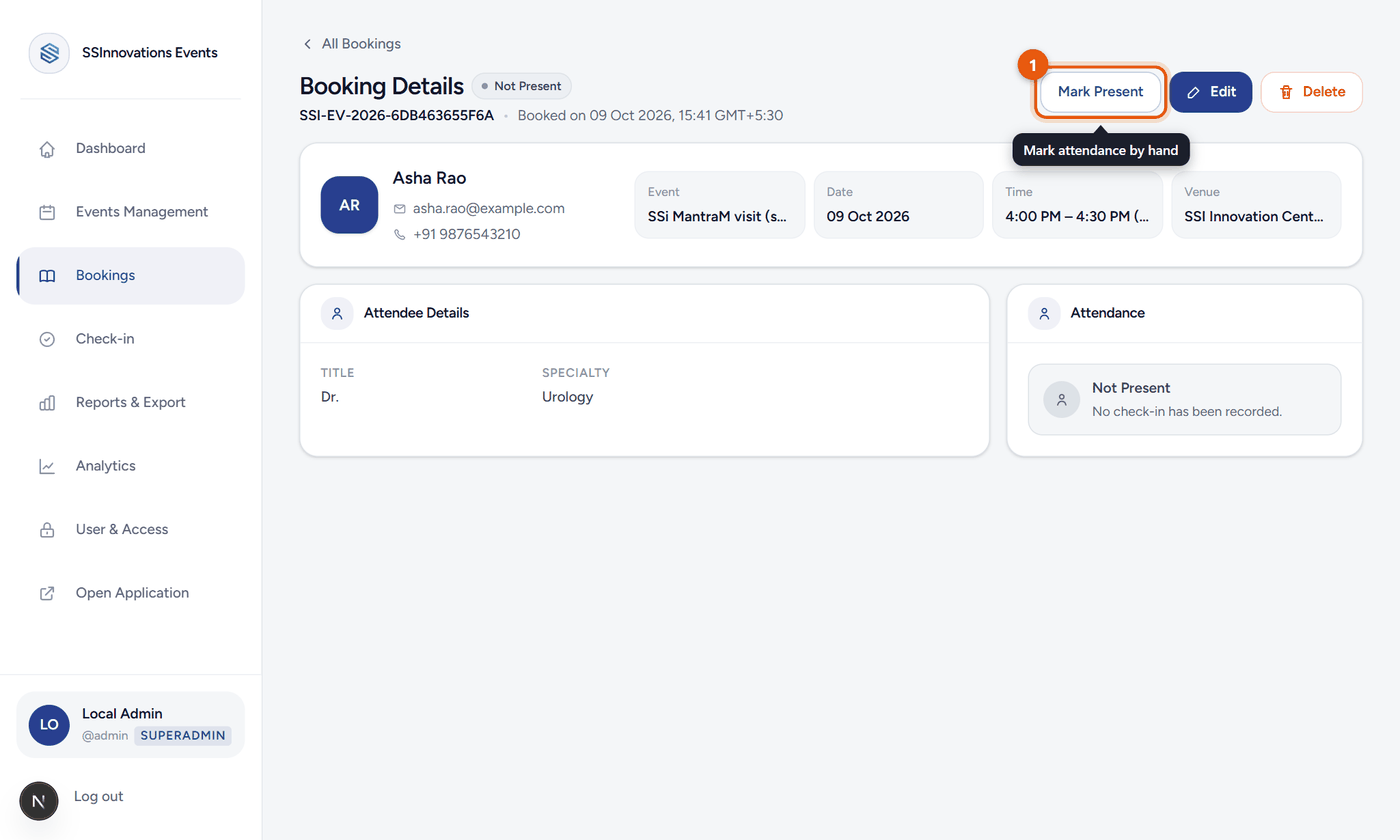 SSInnovations Events
Dashboard
Events Management
Bookings
Check-in
Reports & Export
Analytics
User & Access
Open Application
LO
Local Admin
@admin SUPERADMIN
N
Log out
All Bookings
Booking Details
Not Present
SSI-EV-2026-6DB463655F6A • Booked on 09 Oct 2026, 15:41 GMT+5:30
1
Mark Present
Edit
Delete
Mark attendance by hand
AR
Asha Rao
asha.rao@example.com
+91 9876543210
Event
SSi MantraM visit (s...
Date
09 Oct 2026
Time
4:00 PM – 4:30 PM (...
Venue
SSI Innovation Cent...
Attendee Details
TITLE
Dr.
SPECIALTY
Urology
Attendance
Not Present
No check-in has been recorded.